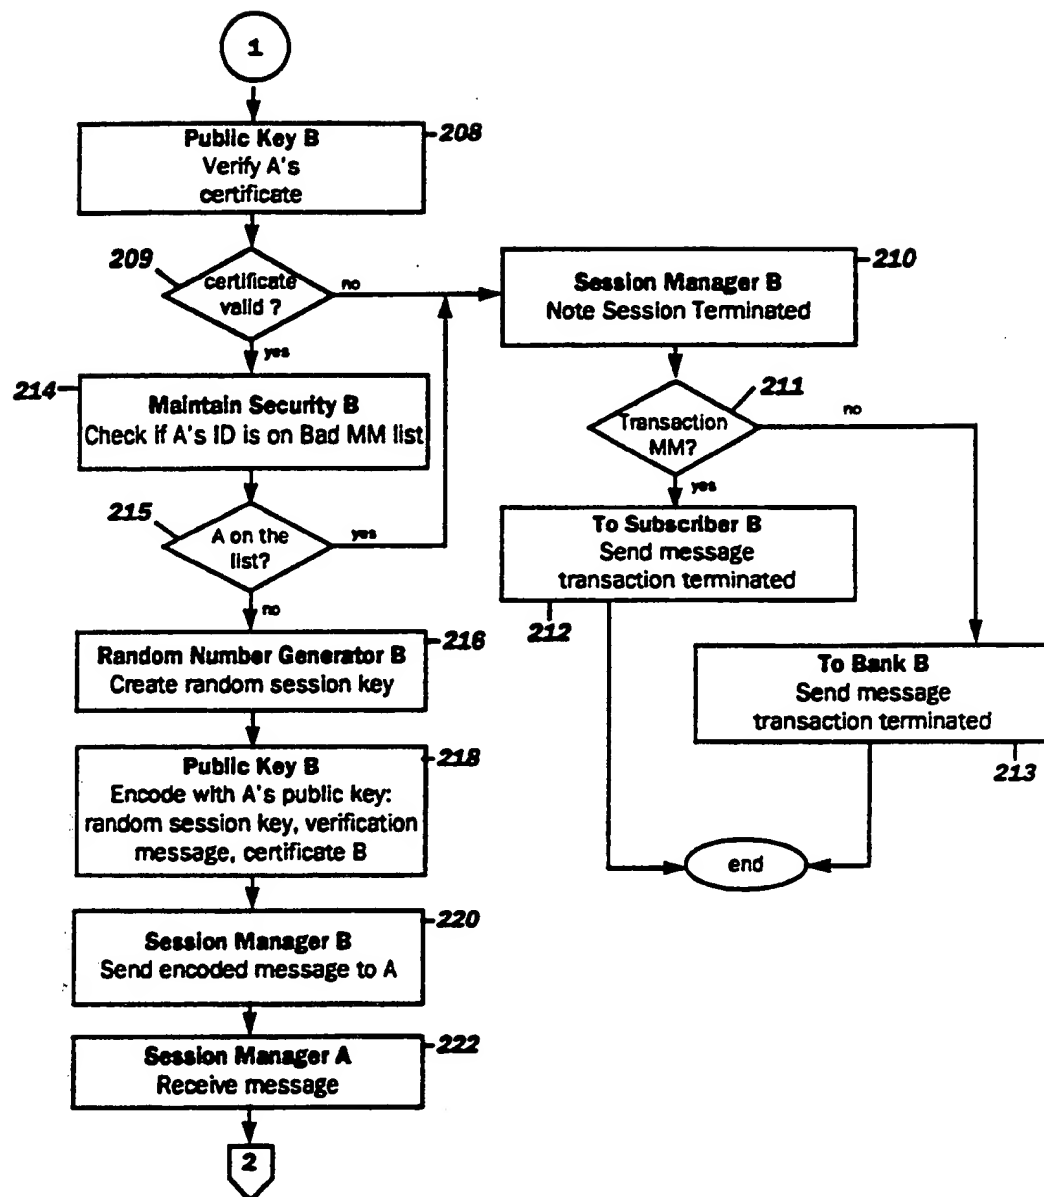 1
Public Key B
Verify A's
certificate
208
209
certificate
valid ?
no
yes
Session Manager B
Note Session Terminated
210
214
Maintain Security B
Check if A's ID is on Bad MM list
211
Transaction
MM?
no
yes
215
A on the
list?
yes
no
To Subscriber B
Send message
transaction terminated
212
Random Number Generator B
Create random session key
216
To Bank B
Send message
transaction terminated
213
Public Key B
Encode with A's public key:
random session key, verification
message, certificate B
218
end
Session Manager B
Send encoded message to A
220
Session Manager A
Receive message
222
2